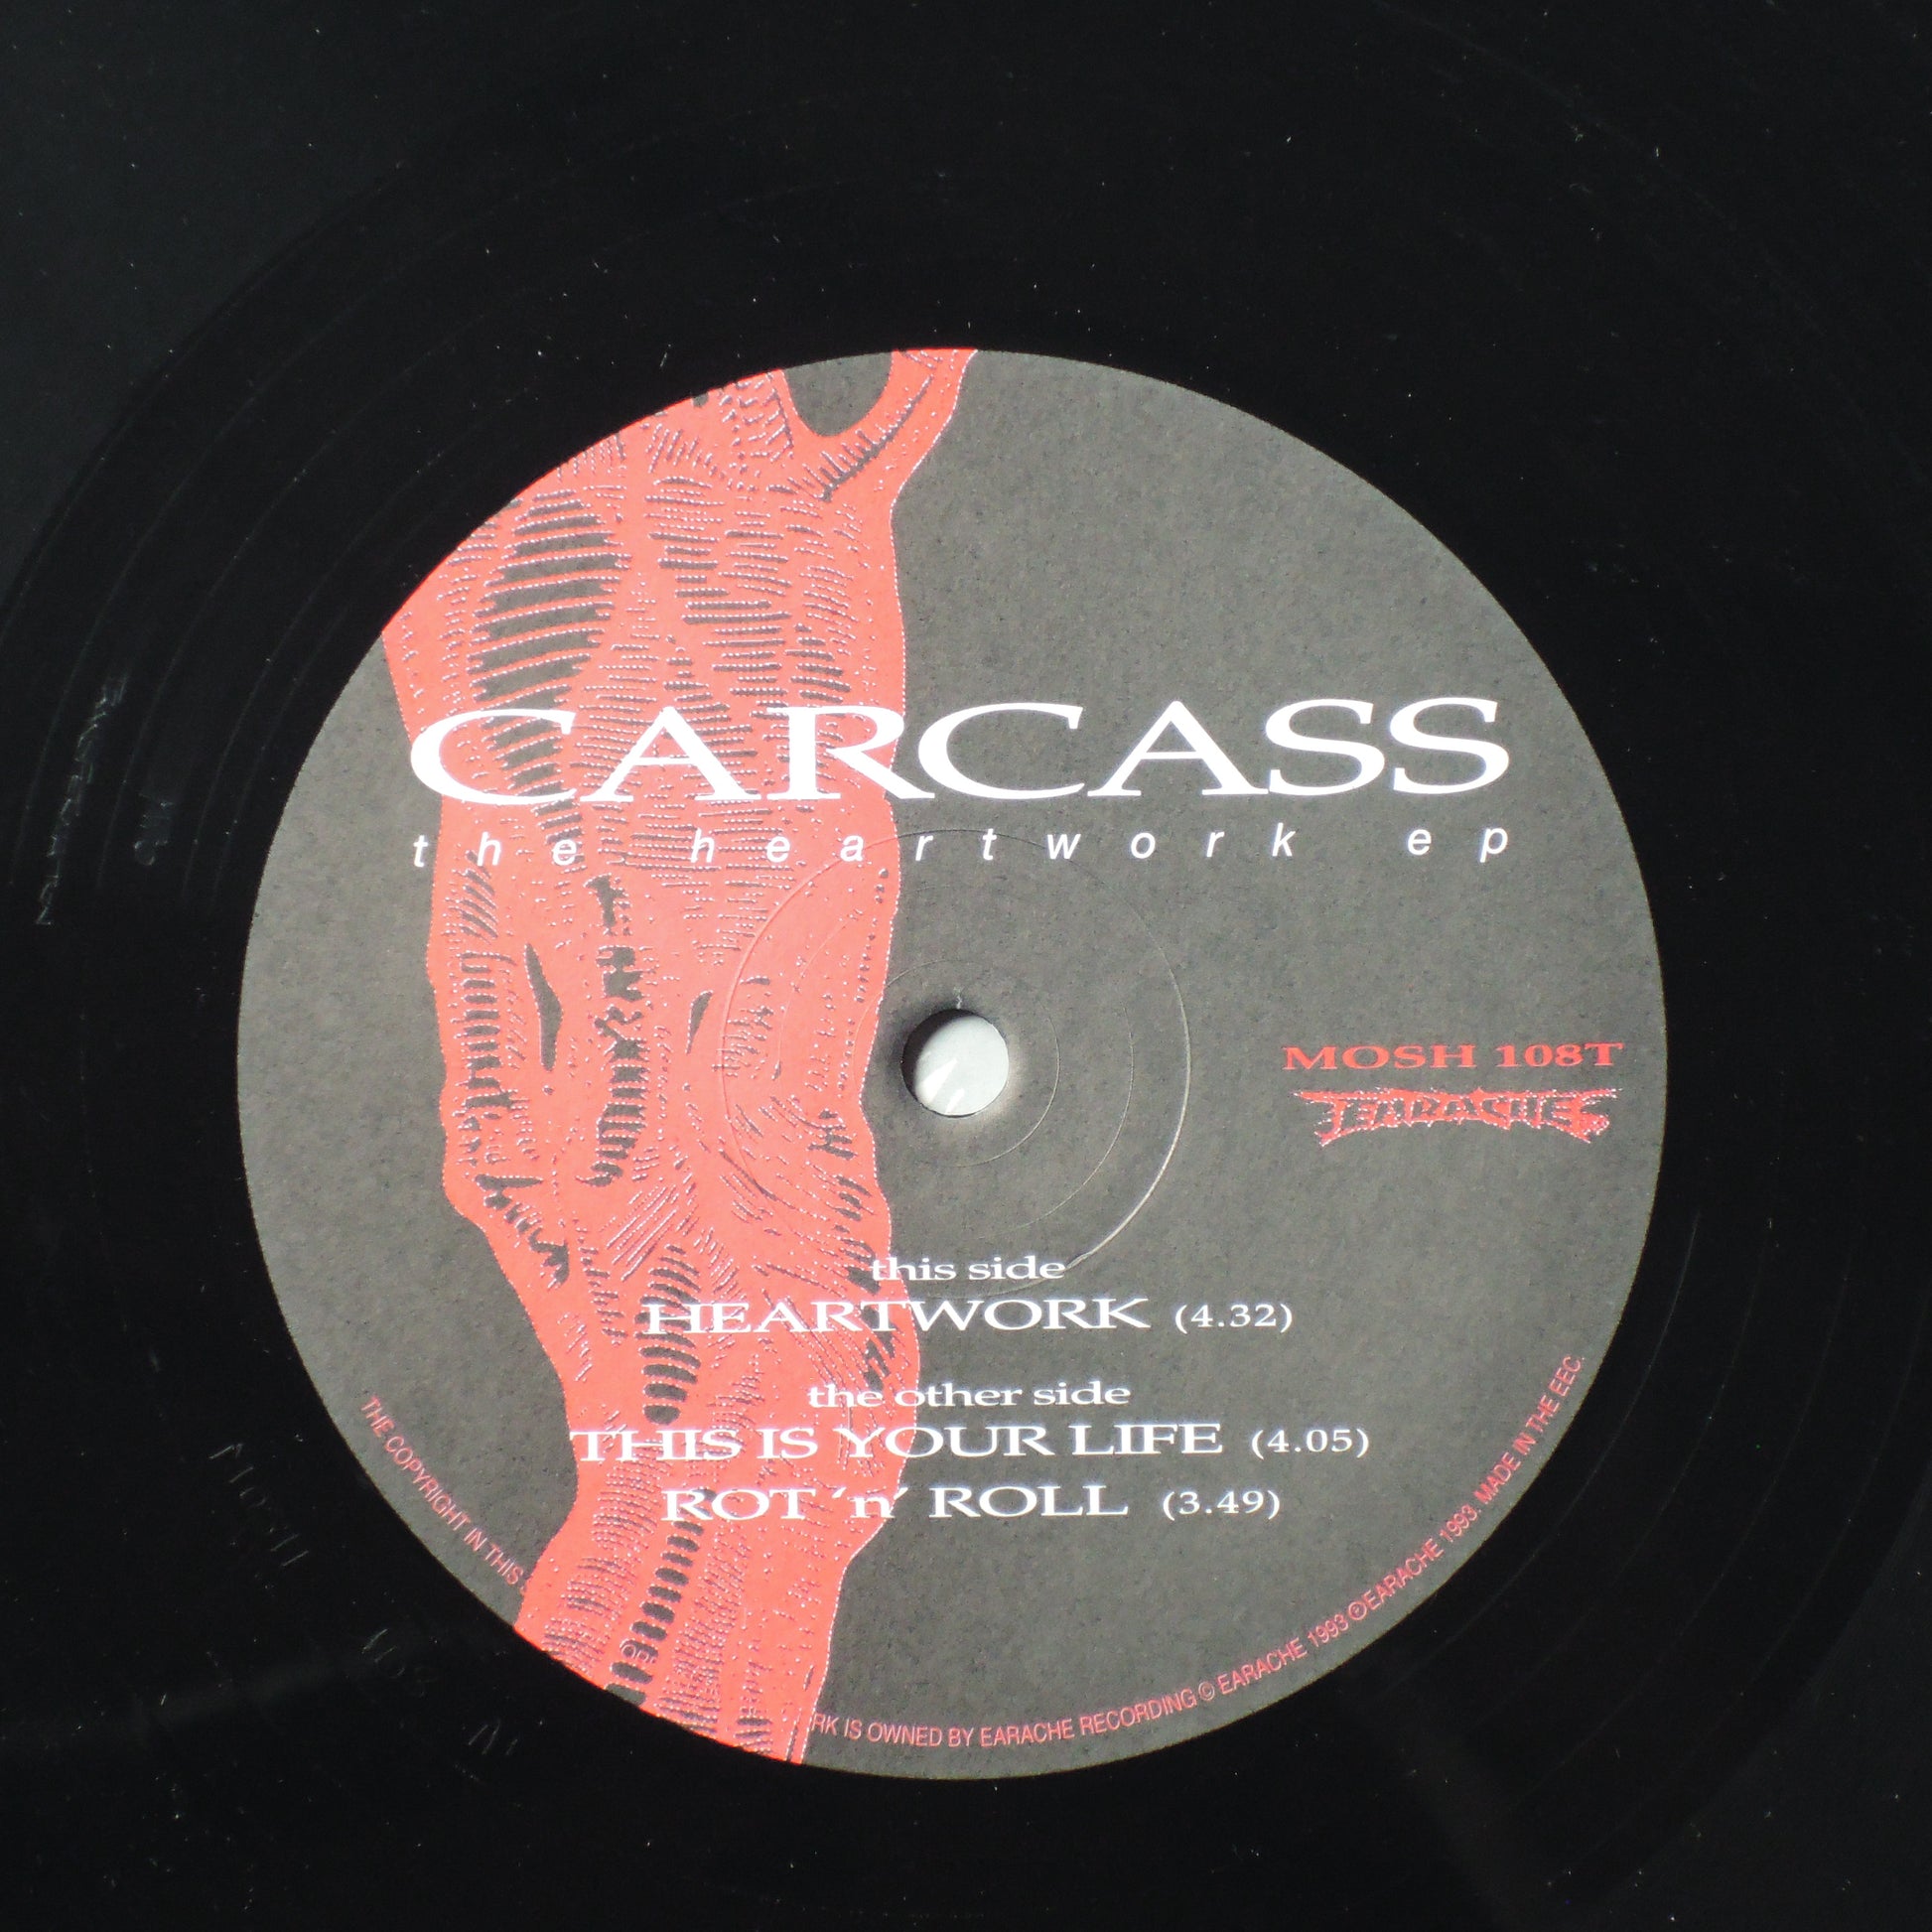 CARCASS
the heartwork ep
MOSH 108T
EARACHE
this side
HEARTWORK (4.32)
the other side
THIS IS YOUR LIFE (4.05)
ROT 'n' ROLL (3.49)
THE COPYRIGHT IN THIS
RK IS OWNED BY EARACHE RECORDING © EARACHE 1993 ℗ EARACHE 1993. MADE IN THE EEC.